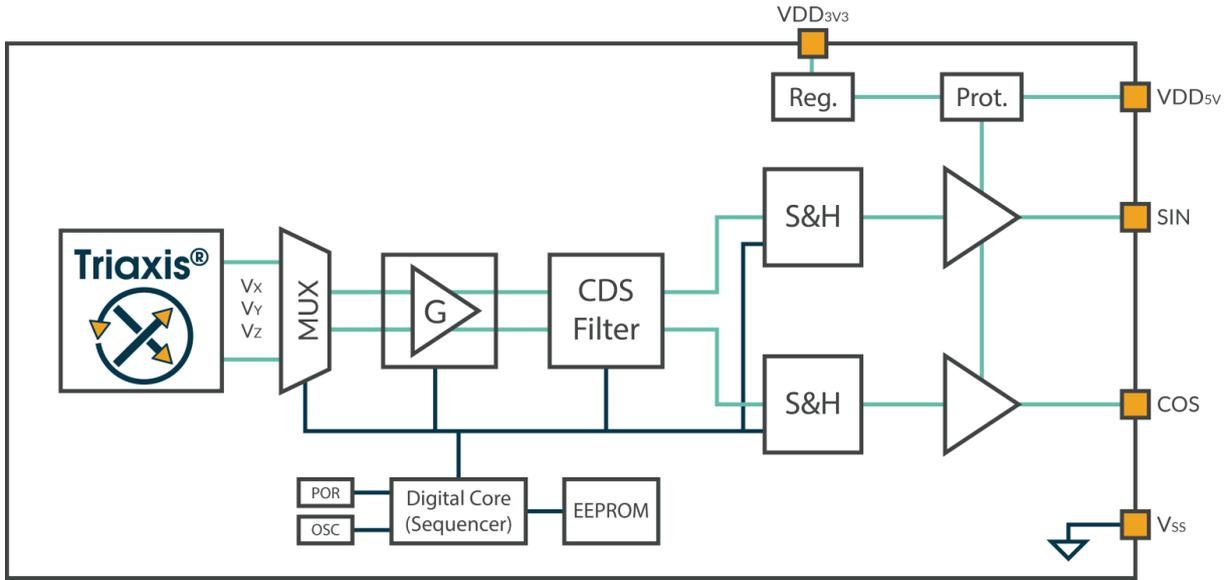 VDD3V3
Reg.
Prot.
VDD5V
S&H
SIN
Triaxis®
VX
VY
VZ
MUX
G
CDS
Filter
S&H
COS
POR
OSC
Digital Core
(Sequencer)
EEPROM
VSS